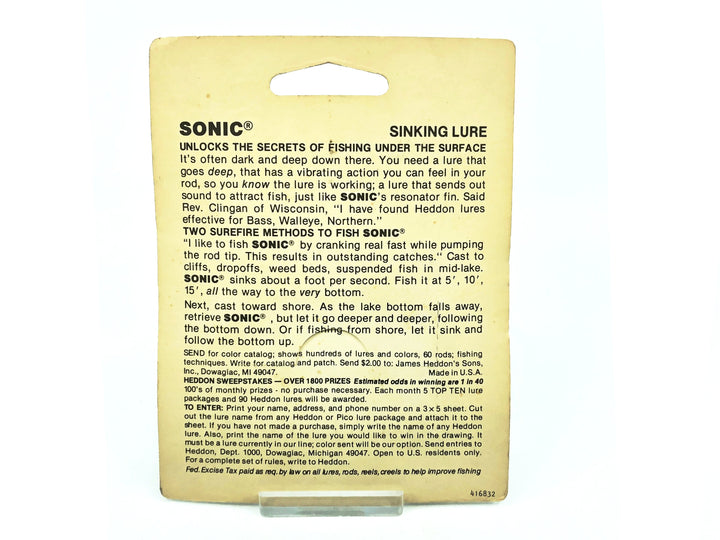 SONIC® SINKING LURE
UNLOCKS THE SECRETS OF FISHING UNDER THE SURFACE
It's often dark and deep down there. You need a lure that
goes deep, that has a vibrating action you can feel in your
rod, so you know the lure is working; a lure that sends out
sound to attract fish, just like SONIC's resonator fin. Said
Rev. Clingan of Wisconsin, "I have found Heddon lures
effective for Bass, Walleye, Northern."
TWO SUREFIRE METHODS TO FISH SONIC®
"I like to fish SONIC® by cranking real fast while pumping
the rod tip. This results in outstanding catches." Cast to
cliffs, dropoffs, weed beds, suspended fish in mid-lake.
SONIC® sinks about a foot per second. Fish it at 5', 10',
15', all the way to the very bottom.
Next, cast toward shore. As the lake bottom falls away,
retrieve SONIC®, but let it go deeper and deeper, following
the bottom down. Or if fishing from shore, let it sink and
follow the bottom up.
SEND for color catalog; shows hundreds of lures and colors, 60 rods; fishing
techniques. Write for catalog and patch. Send $2.00 to: James Heddon's Sons,
Inc., Dowagiac, MI 49047. Made in U.S.A.
HEDDON SWEEPSTAKES — OVER 1800 PRIZES Estimated odds in winning are 1 in 40
100's of monthly prizes - no purchase necessary. Each month 5 TOP TEN lure
packages and 90 Heddon lures will be awarded.
TO ENTER: Print your name, address, and phone number on a 3 x 5 sheet. Cut
out the lure name from any Heddon or Pico lure package and attach it to the
sheet. If you have not made a purchase, simply write the name of any Heddon
lure. Also, print the name of the lure you would like to win in the drawing. It
must be a lure currently in our line; color sent will be our option. Send entries to
Heddon, Dept. 1000, Dowagiac, Michigan 49047. Open to U.S. residents only.
For a complete set of rules, write to Heddon.
Fed. Excise Tax paid as req. by law on all lures, rods, reels, creels to help improve fishing
416832